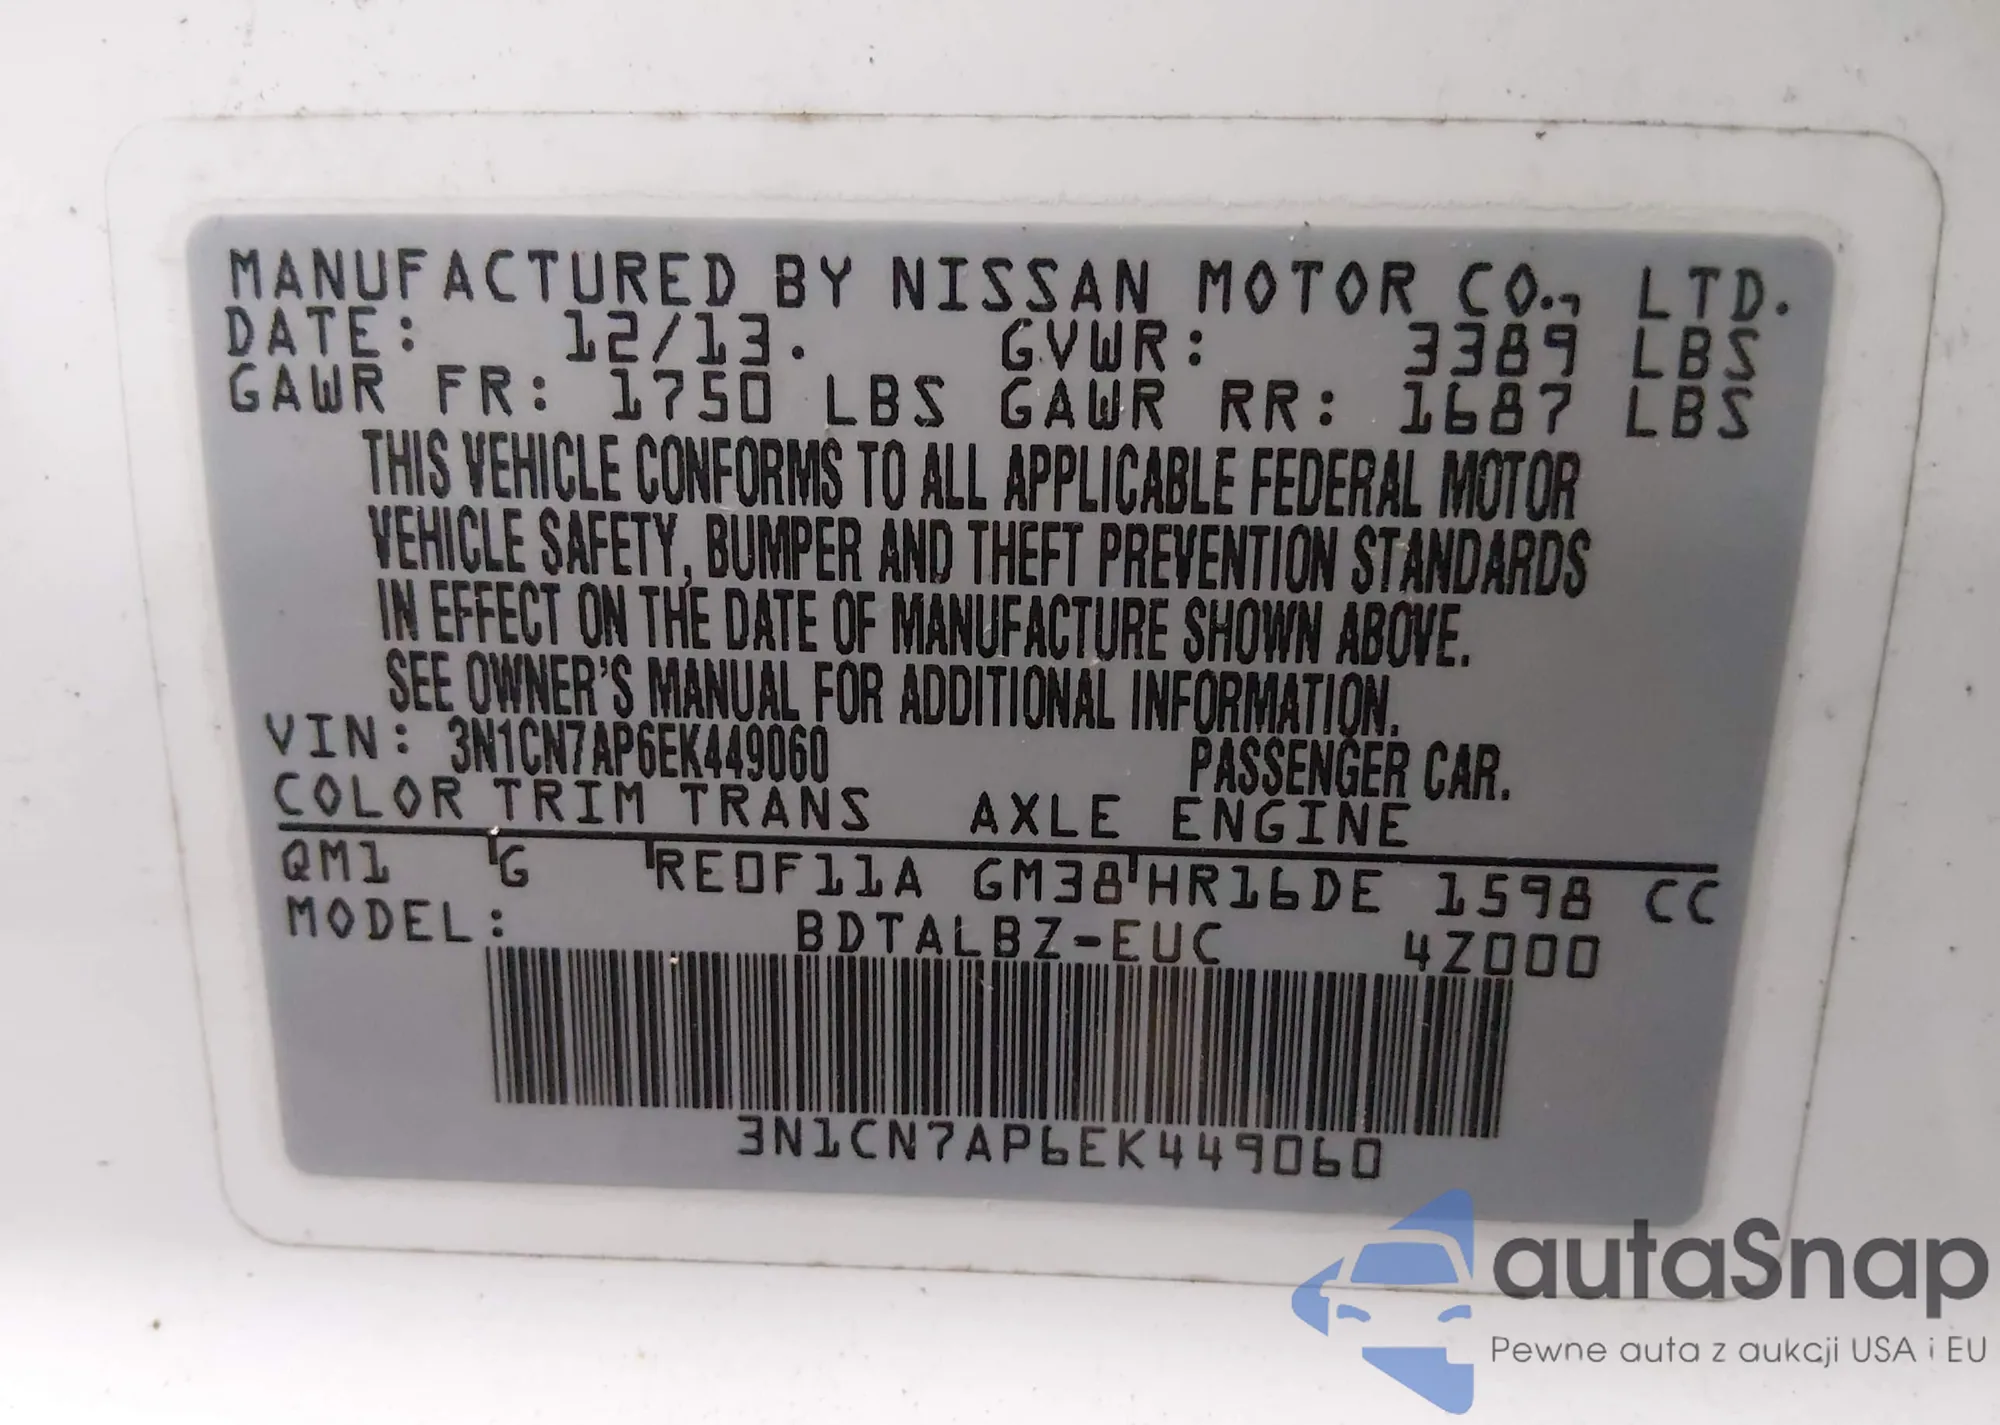 MANUFACTURED BY NISSAN MOTOR CO., LTD.
DATE: 12/13. GVWR: 3389 LBS
GAWR FR: 1750 LBS GAWR RR: 1687 LBS
THIS VEHICLE CONFORMS TO ALL APPLICABLE FEDERAL MOTOR
VEHICLE SAFETY, BUMPER AND THEFT PREVENTION STANDARDS
IN EFFECT ON THE DATE OF MANUFACTURE SHOWN ABOVE.
SEE OWNER'S MANUAL FOR ADDITIONAL INFORMATION.
VIN: 3N1CN7AP6EK449060 PASSENGER CAR.
COLOR TRIM TRANS AXLE ENGINE
QM1 G RE0F11A GM38 HR16DE 1598 CC
MODEL: BDTALBZ-EUC 4Z000
3N1CN7AP6EK449060
autaSnap
Pewne auta z aukcji USA i EU